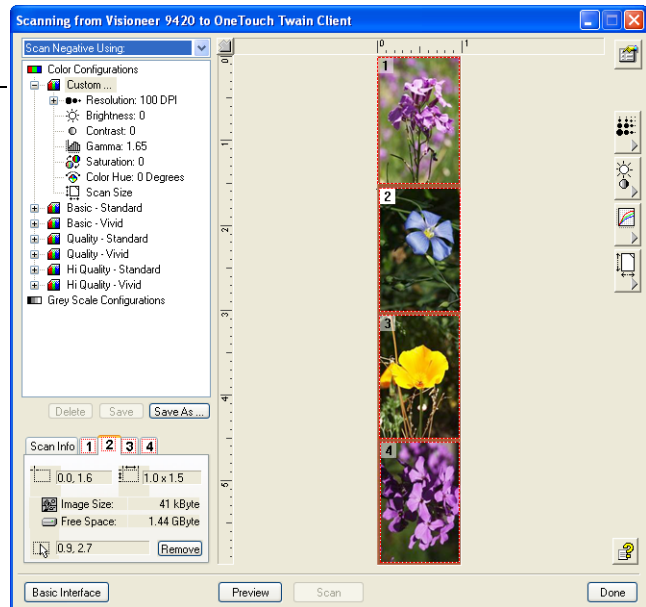 Scanning from Visioneer 9420 to OneTouch Twain Client
Scan Negative Using:
Color Configurations
Custom ...
Resolution: 100 DPI
Brightness: 0
Contrast: 0
Gamma: 1.65
Saturation: 0
Color Hue: 0 Degrees
Scan Size
Basic - Standard
Basic - Vivid
Quality - Standard
Quality - Vivid
Hi Quality - Standard
Hi Quality - Vivid
Grey Scale Configurations
Delete Save Save As ...
Scan Info 1 2 3 4
0.0, 1.6 1.0 x 1.5
Image Size: 41 kByte
Free Space: 1.44 GByte
0.9, 2.7 Remove
0 1
0
1
2
3
4
5
1
2
3
4
Basic Interface Preview Scan Done